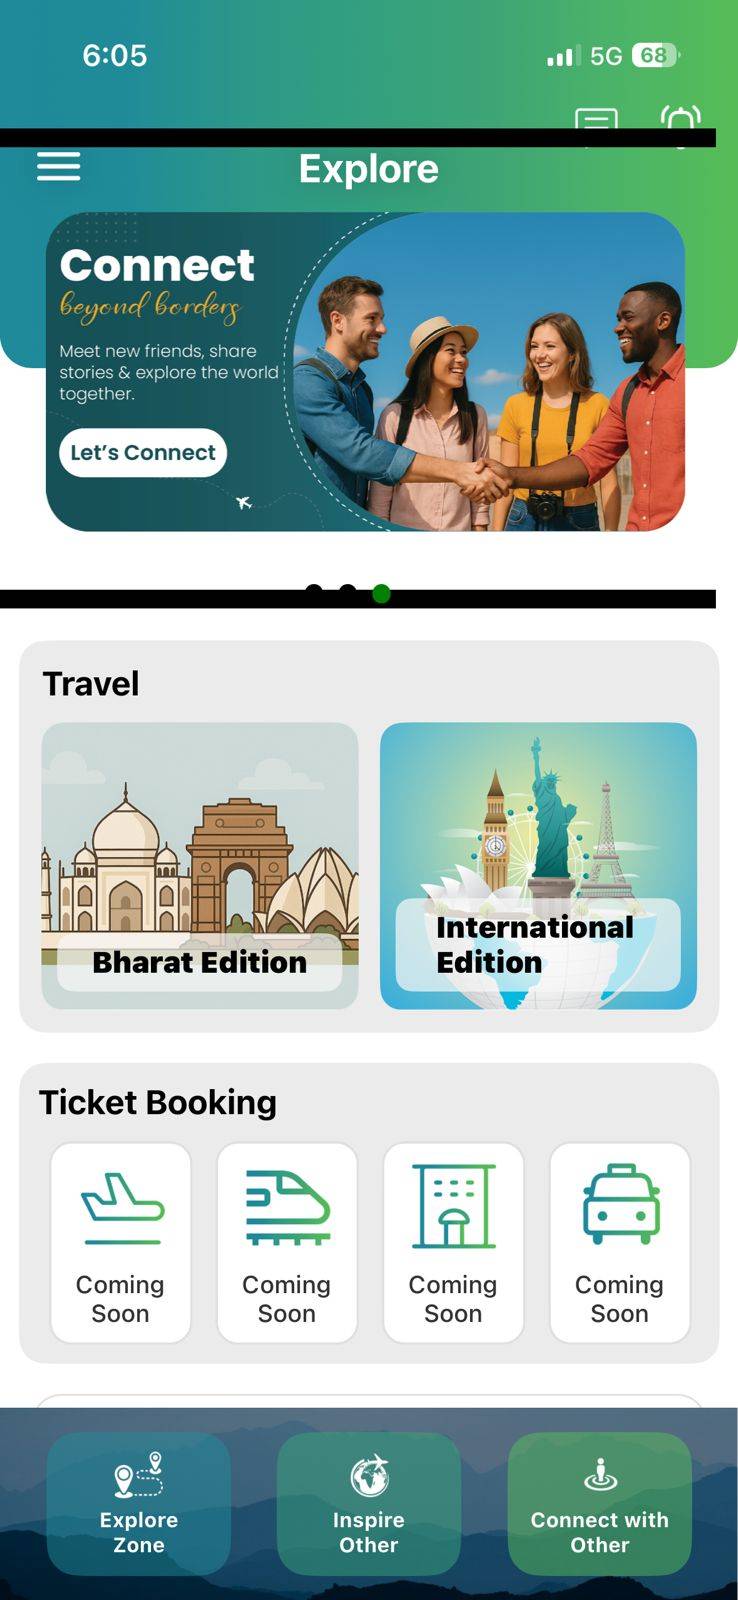 6:05
5G
68
Explore
Connect
beyond borders
Meet new friends, share
stories & explore the world
together.
Let's Connect
Travel
Bharat Edition
International
Edition
Ticket Booking
Coming
Soon
Coming
Soon
Coming
Soon
Coming
Soon
Explore
Zone
Inspire
Other
Connect with
Other